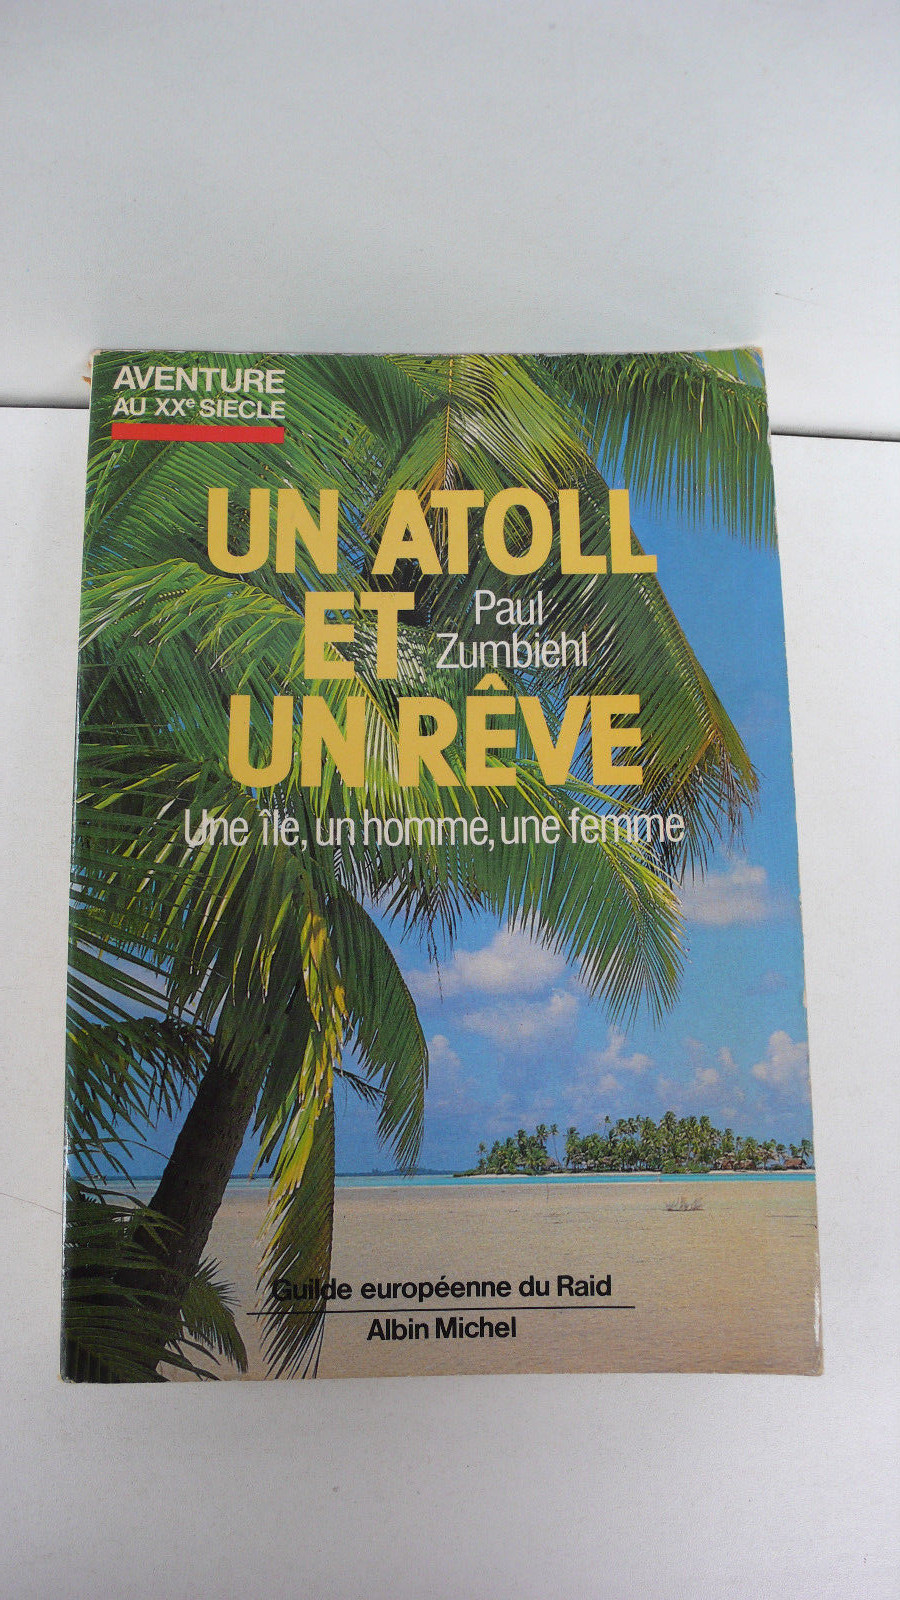 AVENTURE
AU XXe SIECLE
UN ATOLL
ET
Paul
Zumbiehl
UN RÊVE
Une île, un homme, une femme
Guilde européenne du Raid
Albin Michel